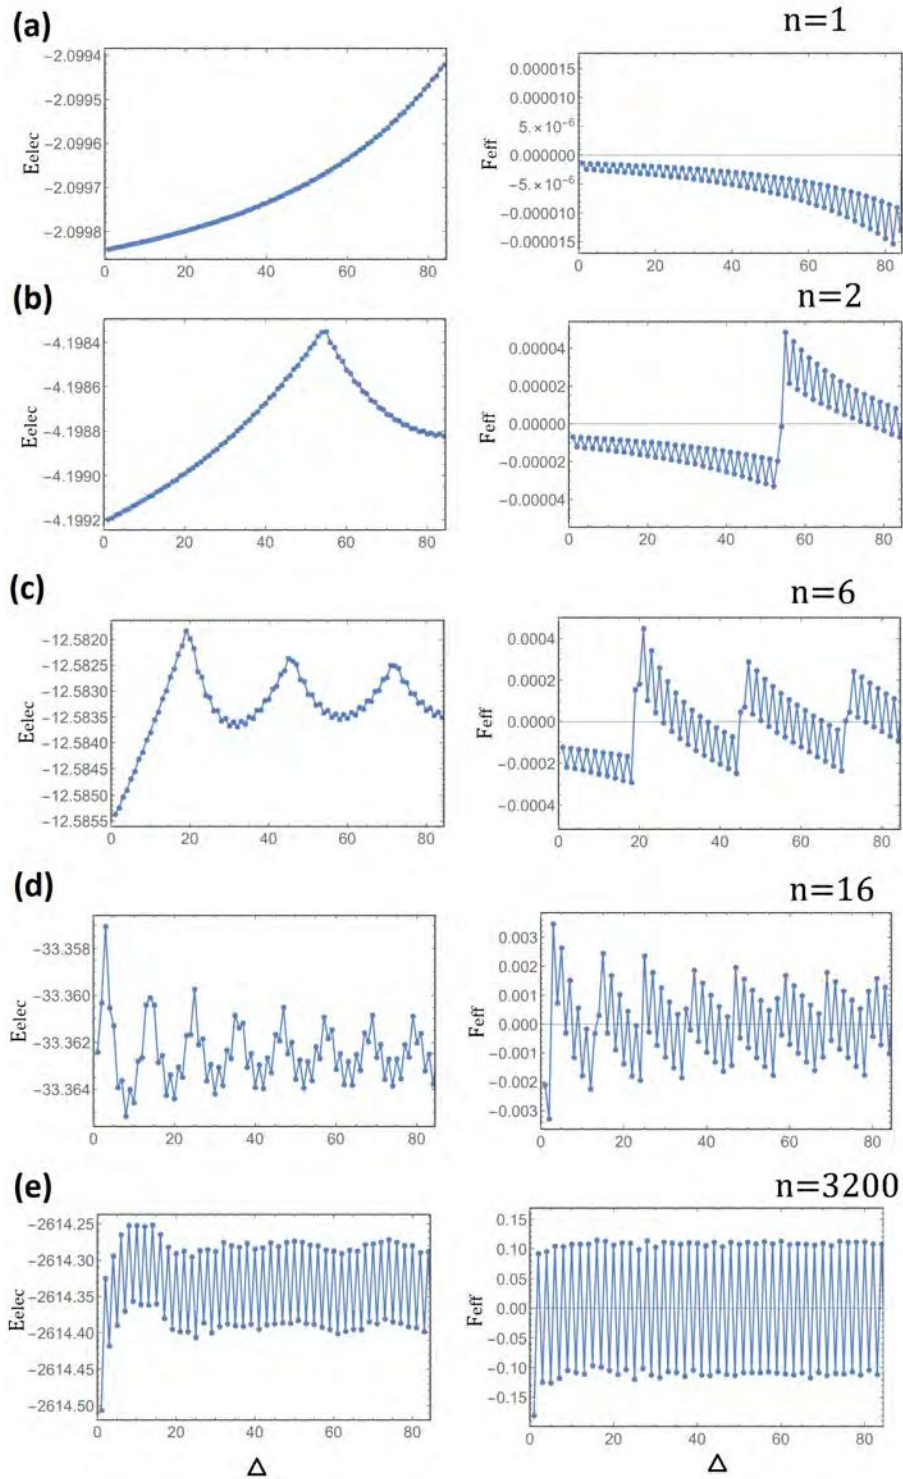 (a)
n=1
Eelec
−2.0994
−2.0995
−2.0996
−2.0997
−2.0998
0 20 40 60 80
Feff
0.000015
0.000010
5.×10−6
0.000000
−5.×10−6
−0.000010
−0.000015
0 20 40 60 80
(b)
n=2
Eelec
−4.1984
−4.1986
−4.1988
−4.1990
−4.1992
0 20 40 60 80
Feff
0.00004
0.00002
0.00000
−0.00002
−0.00004
0 20 40 60 80
(c)
n=6
Eelec
−12.5820
−12.5825
−12.5830
−12.5835
−12.5840
−12.5845
−12.5850
−12.5855
0 20 40 60 80
Feff
0.0004
0.0002
0.0000
−0.0002
−0.0004
0 20 40 60 80
(d)
n=16
Eelec
−33.358
−33.360
−33.362
−33.364
0 20 40 60 80
Feff
0.003
0.002
0.001
0.000
−0.001
−0.002
−0.003
0 20 40 60 80
(e)
n=3200
Eelec
−2614.25
−2614.30
−2614.35
−2614.40
−2614.45
−2614.50
0 20 40 60 80
Δ
Feff
0.15
0.10
0.05
0.00
−0.05
−0.10
−0.15
0 20 40 60 80
Δ